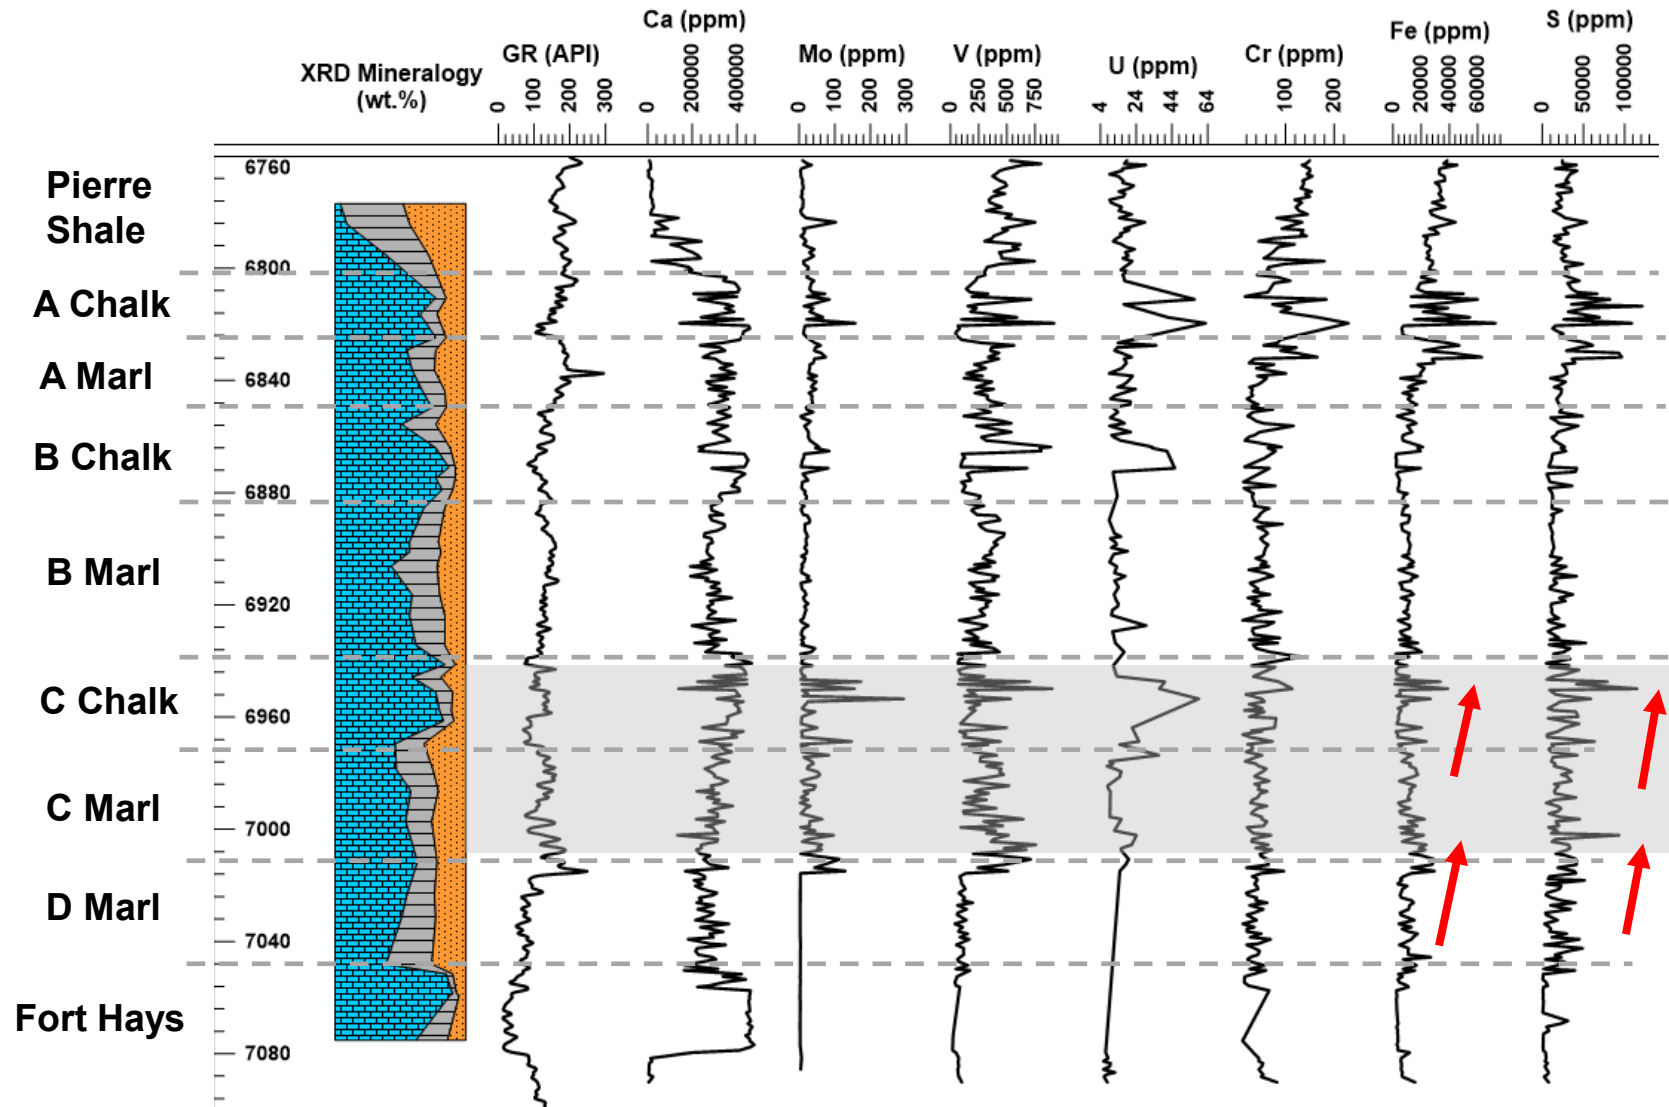 Ca (ppm)
S (ppm)
Fe (ppm)
GR (API)
Mo (ppm)
V (ppm)
Cr (ppm)
U (ppm)
XRD Mineralogy
(wt.%)
0 100 200 300
0 200000 400000
0 100 200 300
0 250 500 750
4 24 44 64
100 200
0 20000 40000 60000
0 50000 100000
6760
Pierre
Shale
6800
A Chalk
A Marl
6840
B Chalk
6880
B Marl
6920
C Chalk
6960
C Marl
7000
D Marl
7040
Fort Hays
7080